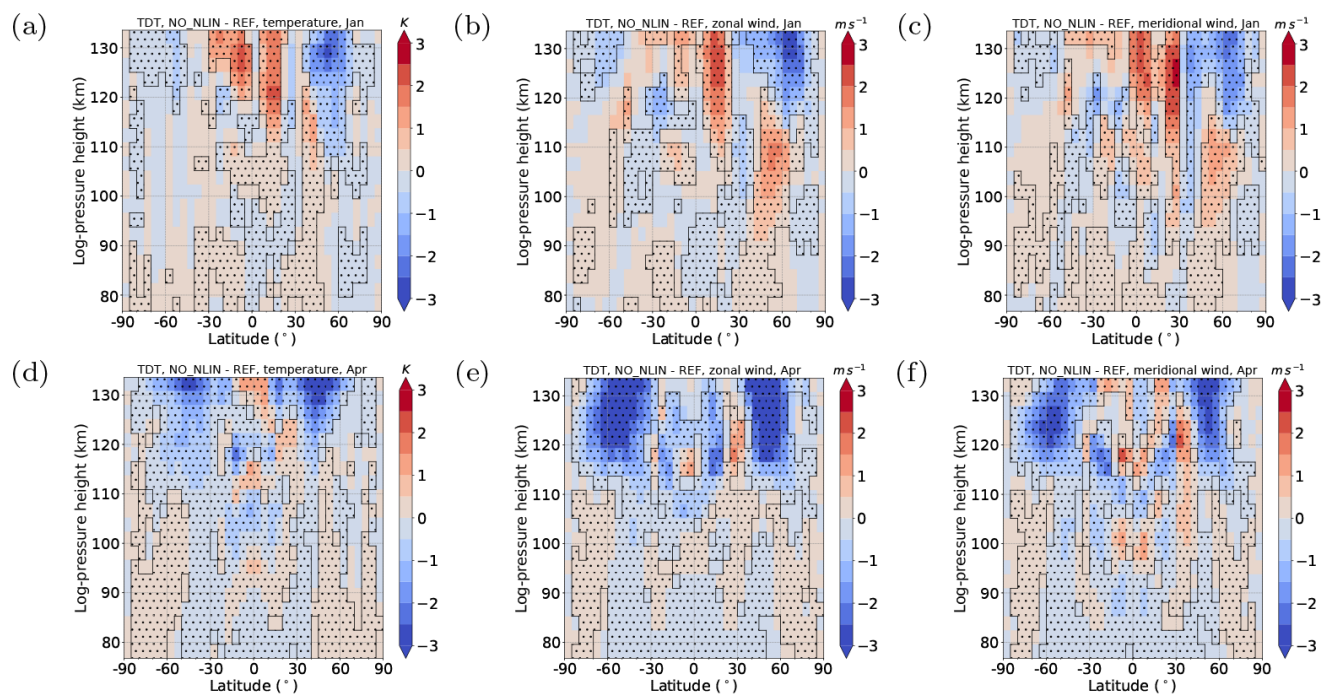 (a)
TDT, NO_NLIN - REF, temperature, Jan
K
Log-pressure height (km)
130
120
110
100
90
80
-90 -60 -30 0 30 60 90
Latitude (°)
3
2
1
0
−1
−2
−3
(b)
TDT, NO_NLIN - REF, zonal wind, Jan
m s⁻¹
Log-pressure height (km)
130
120
110
100
90
80
-90 -60 -30 0 30 60 90
Latitude (°)
3
2
1
0
−1
−2
−3
(c)
TDT, NO_NLIN - REF, meridional wind, Jan
m s⁻¹
Log-pressure height (km)
130
120
110
100
90
80
-90 -60 -30 0 30 60 90
Latitude (°)
3
2
1
0
−1
−2
−3
(d)
TDT, NO_NLIN - REF, temperature, Apr
K
Log-pressure height (km)
130
120
110
100
90
80
-90 -60 -30 0 30 60 90
Latitude (°)
3
2
1
0
−1
−2
−3
(e)
TDT, NO_NLIN - REF, zonal wind, Apr
m s⁻¹
Log-pressure height (km)
130
120
110
100
90
80
-90 -60 -30 0 30 60 90
Latitude (°)
3
2
1
0
−1
−2
−3
(f)
TDT, NO_NLIN - REF, meridional wind, Apr
m s⁻¹
Log-pressure height (km)
130
120
110
100
90
80
-90 -60 -30 0 30 60 90
Latitude (°)
3
2
1
0
−1
−2
−3